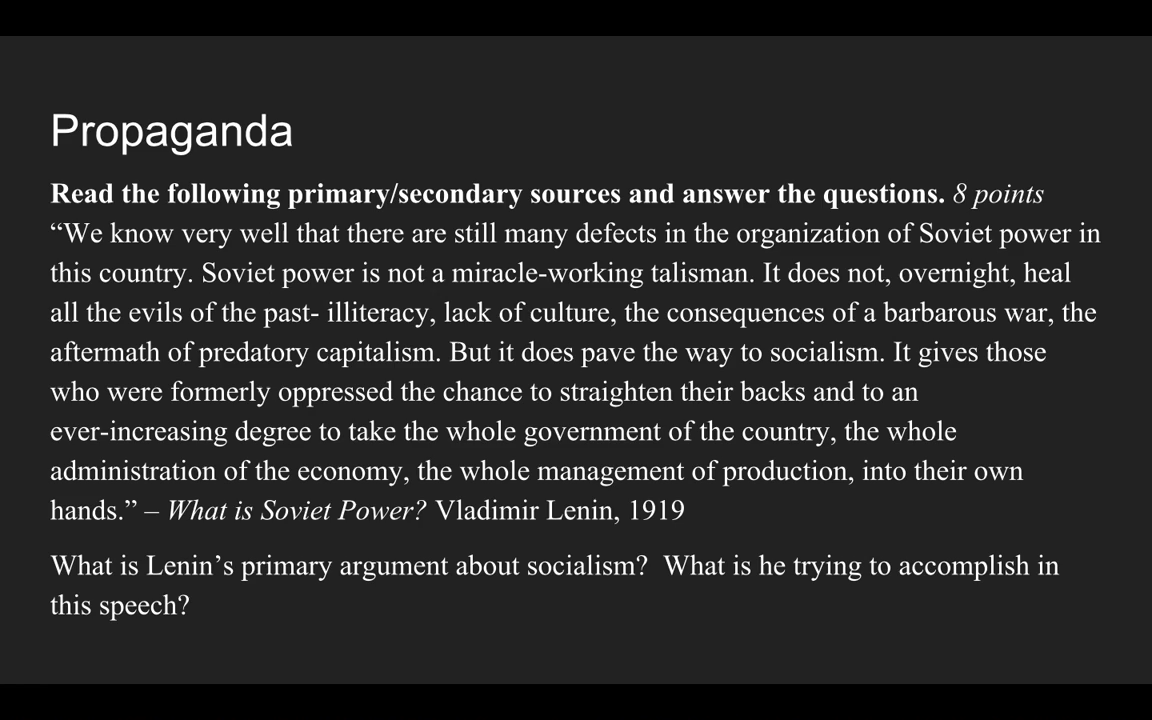 Propaganda
Read the following primary/secondary sources and answer the questions. 8 points
“We know very well that there are still many defects in the organization of Soviet power in
this country. Soviet power is not a miracle-working talisman. It does not, overnight, heal
all the evils of the past- illiteracy, lack of culture, the consequences of a barbarous war, the
aftermath of predatory capitalism. But it does pave the way to socialism. It gives those
who were formerly oppressed the chance to straighten their backs and to an
ever-increasing degree to take the whole government of the country, the whole
administration of the economy, the whole management of production, into their own
hands.” – What is Soviet Power? Vladimir Lenin, 1919
What is Lenin’s primary argument about socialism?  What is he trying to accomplish in
this speech?